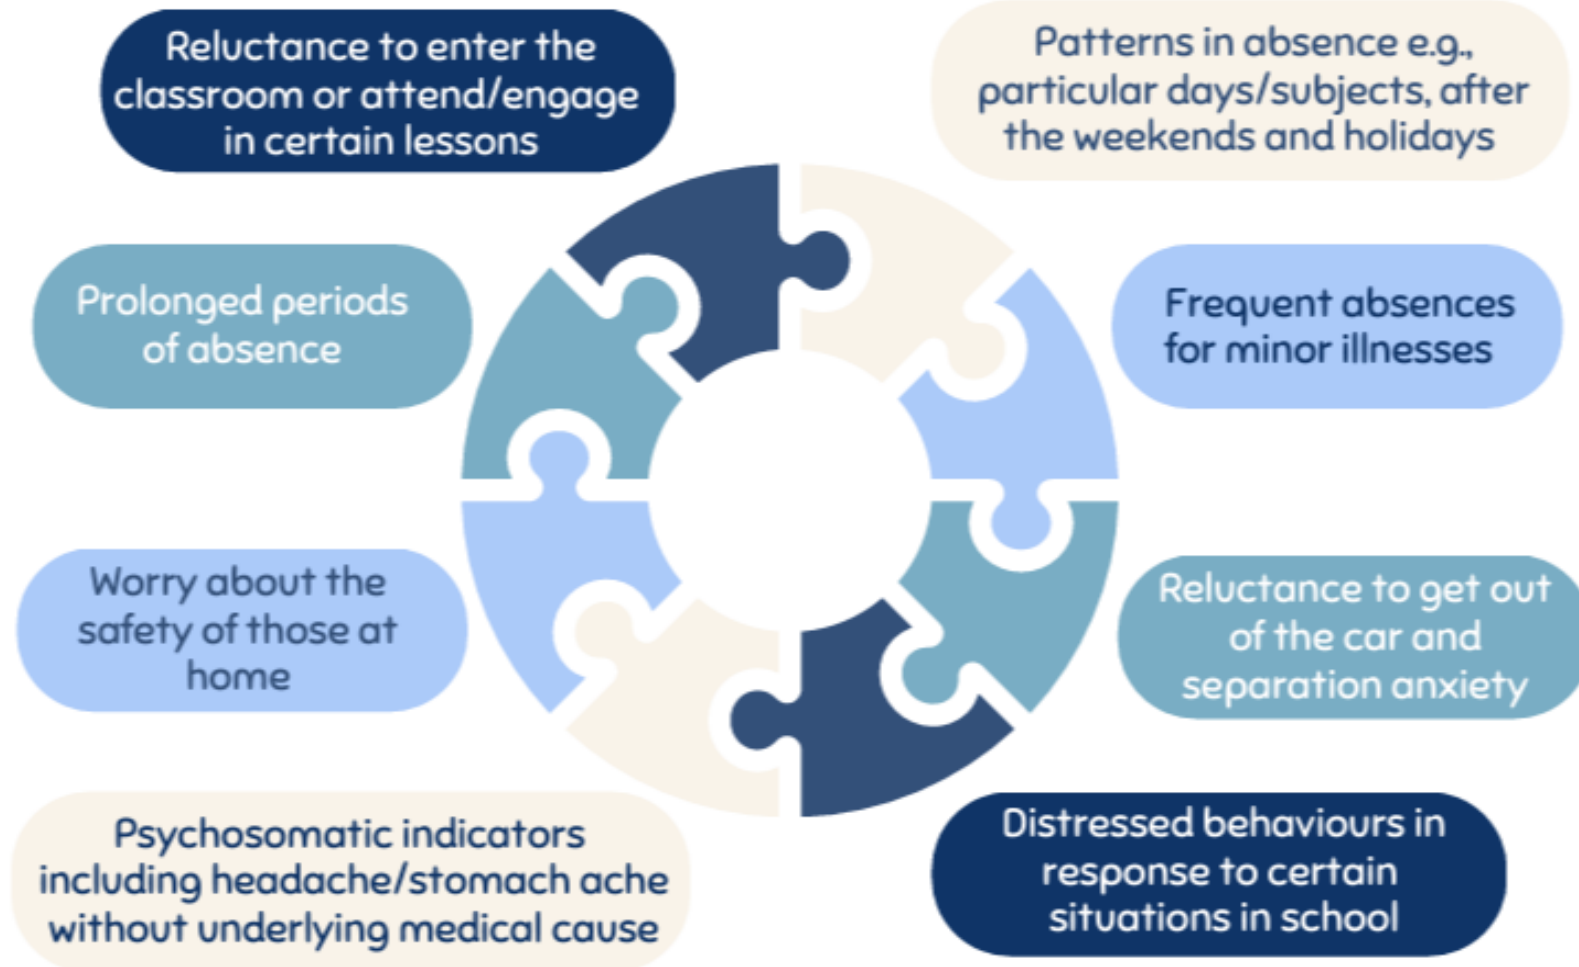 Reluctance to enter the
classroom or attend/engage
in certain lessons
Patterns in absence e.g.,
particular days/subjects, after
the weekends and holidays
Prolonged periods
of absence
Frequent absences
for minor illnesses
Worry about the
safety of those at
home
Reluctance to get out
of the car and
separation anxiety
Psychosomatic indicators
including headache/stomach ache
without underlying medical cause
Distressed behaviours in
response to certain
situations in school